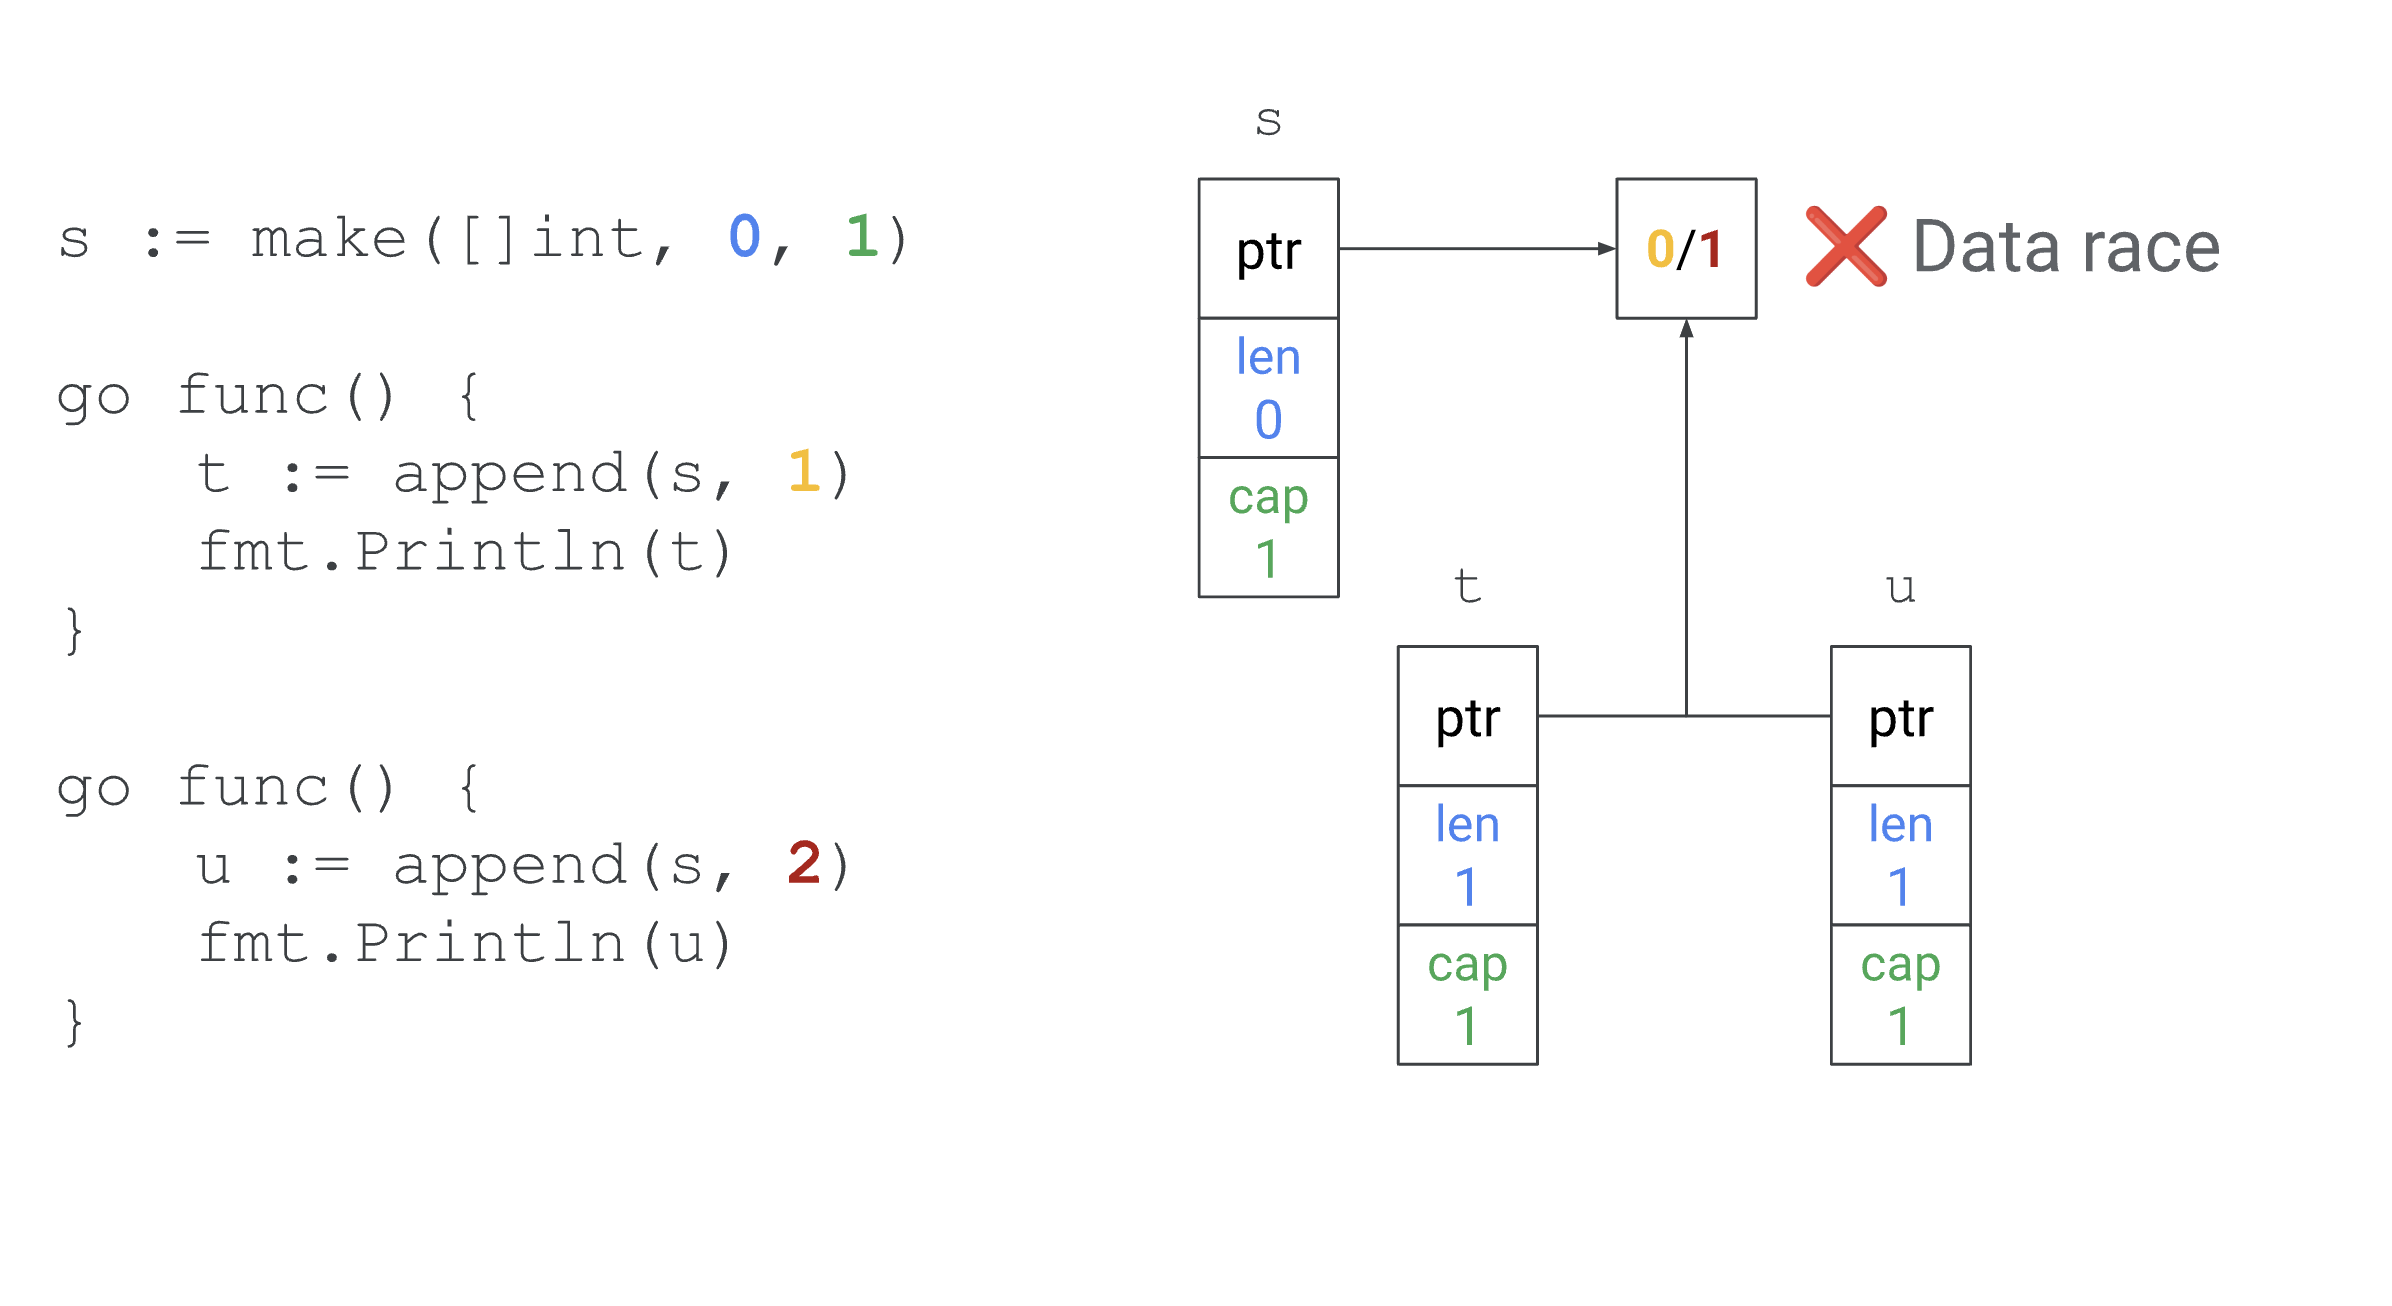 s := make([]int, 0, 1)
go func() {
    t := append(s, 1)
    fmt.Println(t)
}
go func() {
    u := append(s, 2)
    fmt.Println(u)
}
s
ptr
len
0
cap
1
0/1
❌ Data race
t
ptr
len
1
cap
1
u
ptr
len
1
cap
1